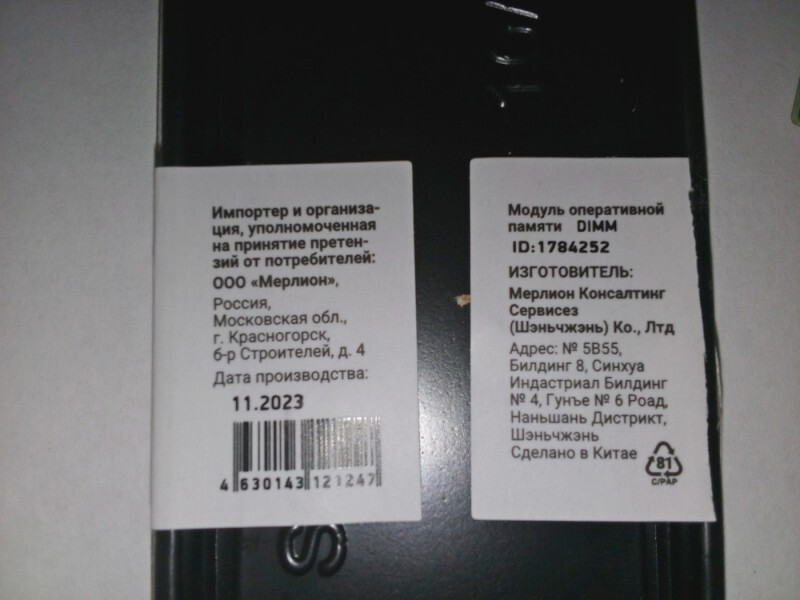 Импортер и организа-
ция, уполномоченная
на принятие претен-
зий от потребителей:
ООО «Мерлион»,
Россия,
Московская обл.,
г. Красногорск,
б-р Строителей, д. 4
Дата производства:
11.2023
4 630143 121247
Модуль оперативной
памяти DIMM
ID:1784252
ИЗГОТОВИТЕЛЬ:
Мерлион Консалтинг
Сервисез
(Шэньчжэнь) Ко., Лтд
Адрес: № 5B55,
Билдинг 8, Синхуа
Индастриал Билдинг
№ 4, Гунъе № 6 Роад,
Наньшань Дистрикт,
Шэньчжэнь
Сделано в Китае
81
C/PAP